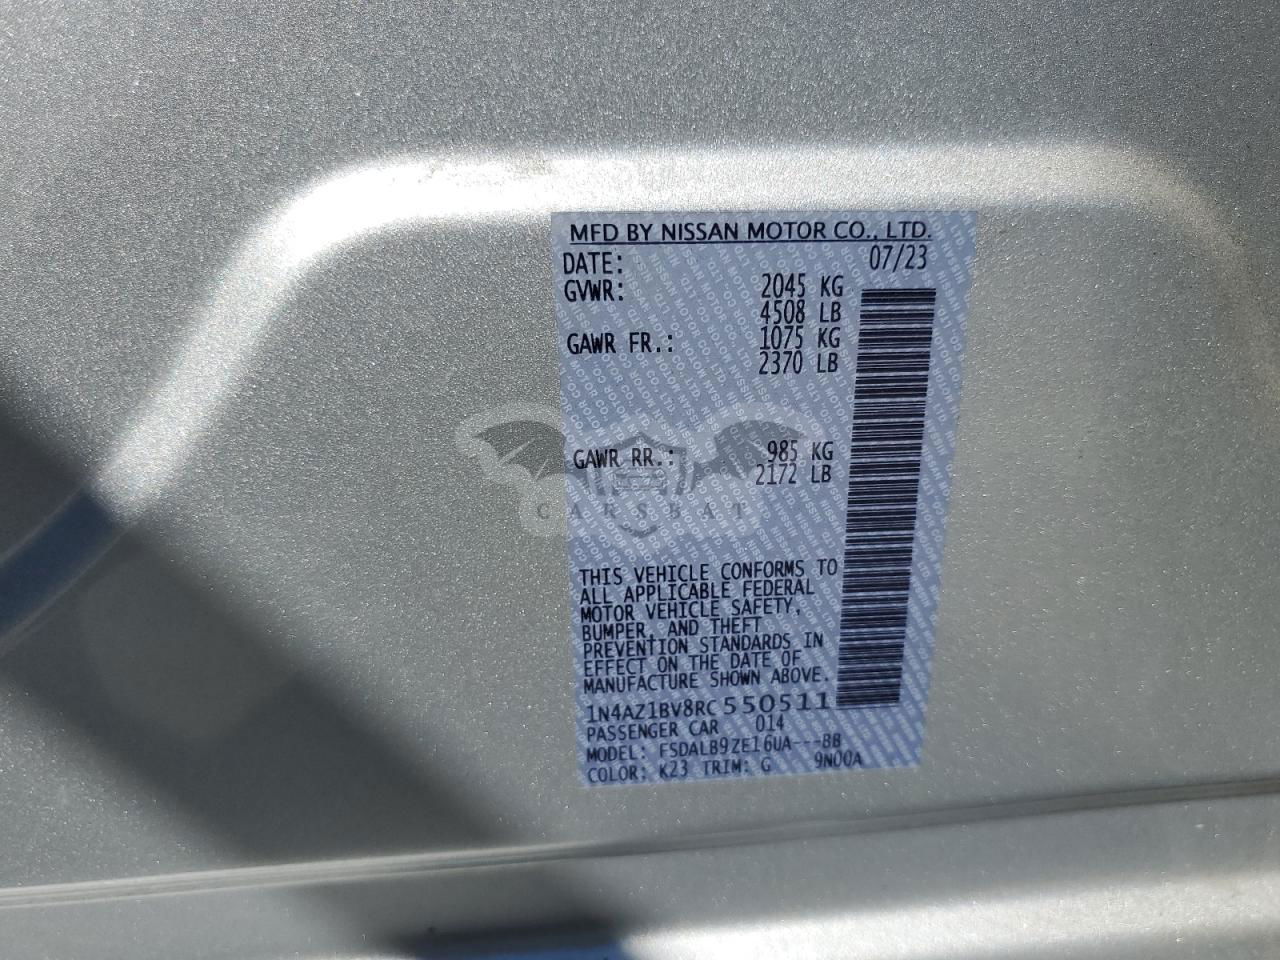 MFD BY NISSAN MOTOR CO., LTD.
DATE: 07/23
GVWR: 2045 KG
4508 LB
GAWR FR.: 1075 KG
2370 LB
GAWR RR.: 985 KG
2172 LB
CARSBAT
THIS VEHICLE CONFORMS TO
ALL APPLICABLE FEDERAL
MOTOR VEHICLE SAFETY,
BUMPER, AND THEFT
PREVENTION STANDARDS IN
EFFECT ON THE DATE OF
MANUFACTURE SHOWN ABOVE.
1N4AZ1BV8RC550511
PASSENGER CAR 014
MODEL: FSDALB9ZE16UA---BB
COLOR: K23 TRIM: G 9N00A